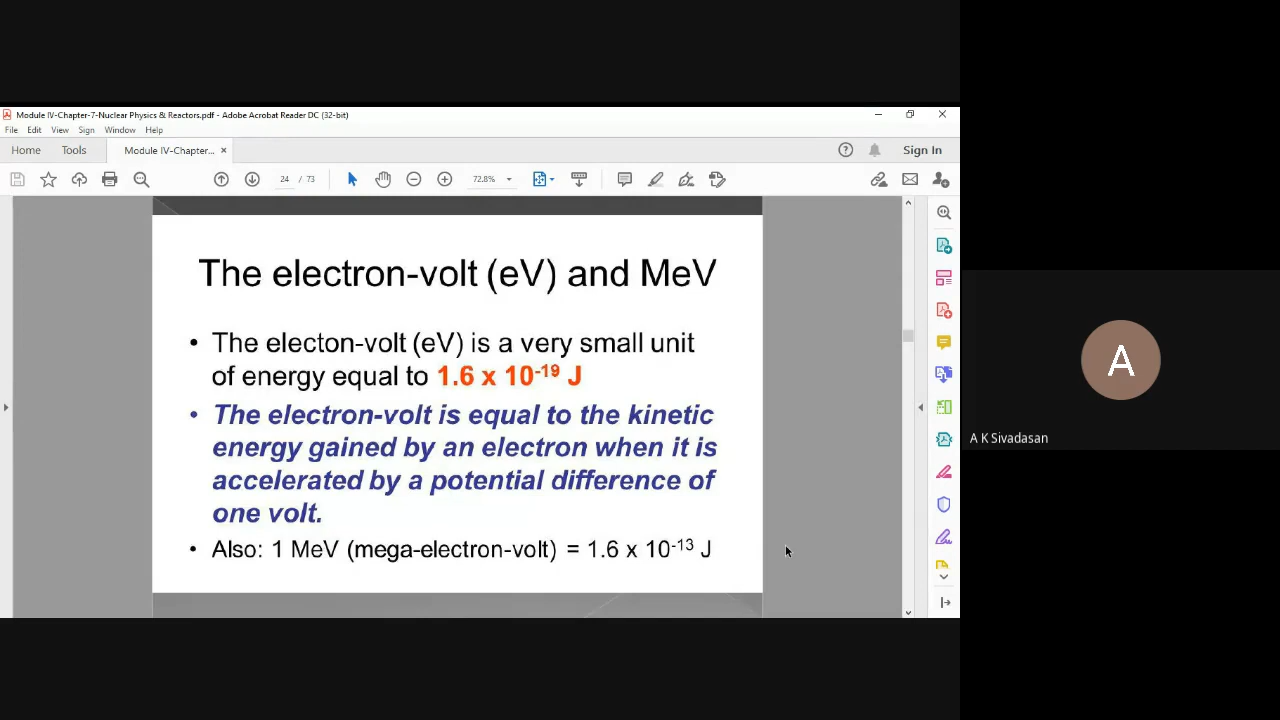 Module IV-Chapter-7-Nuclear Physics & Reactors.pdf - Adobe Acrobat Reader DC (32-bit)
File Edit View Sign Window Help
Home Tools Module IV-Chapter... × Sign In
24 / 73 72.8%
The electron-volt (eV) and MeV
• The electon-volt (eV) is a very small unit
of energy equal to 1.6 x 10⁻¹⁹ J
• The electron-volt is equal to the kinetic
energy gained by an electron when it is
accelerated by a potential difference of
one volt.
• Also: 1 MeV (mega-electron-volt) = 1.6 x 10⁻¹³ J
A
A K Sivadasan